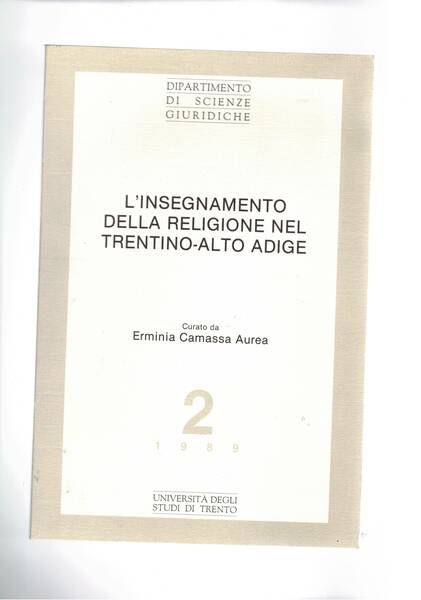 DIPARTIMENTO
DI SCIENZE
GIURIDICHE
L'INSEGNAMENTO
DELLA RELIGIONE NEL
TRENTINO-ALTO ADIGE
Curato da
Erminia Camassa Aurea
2
1989
UNIVERSITÀ DEGLI
STUDI DI TRENTO